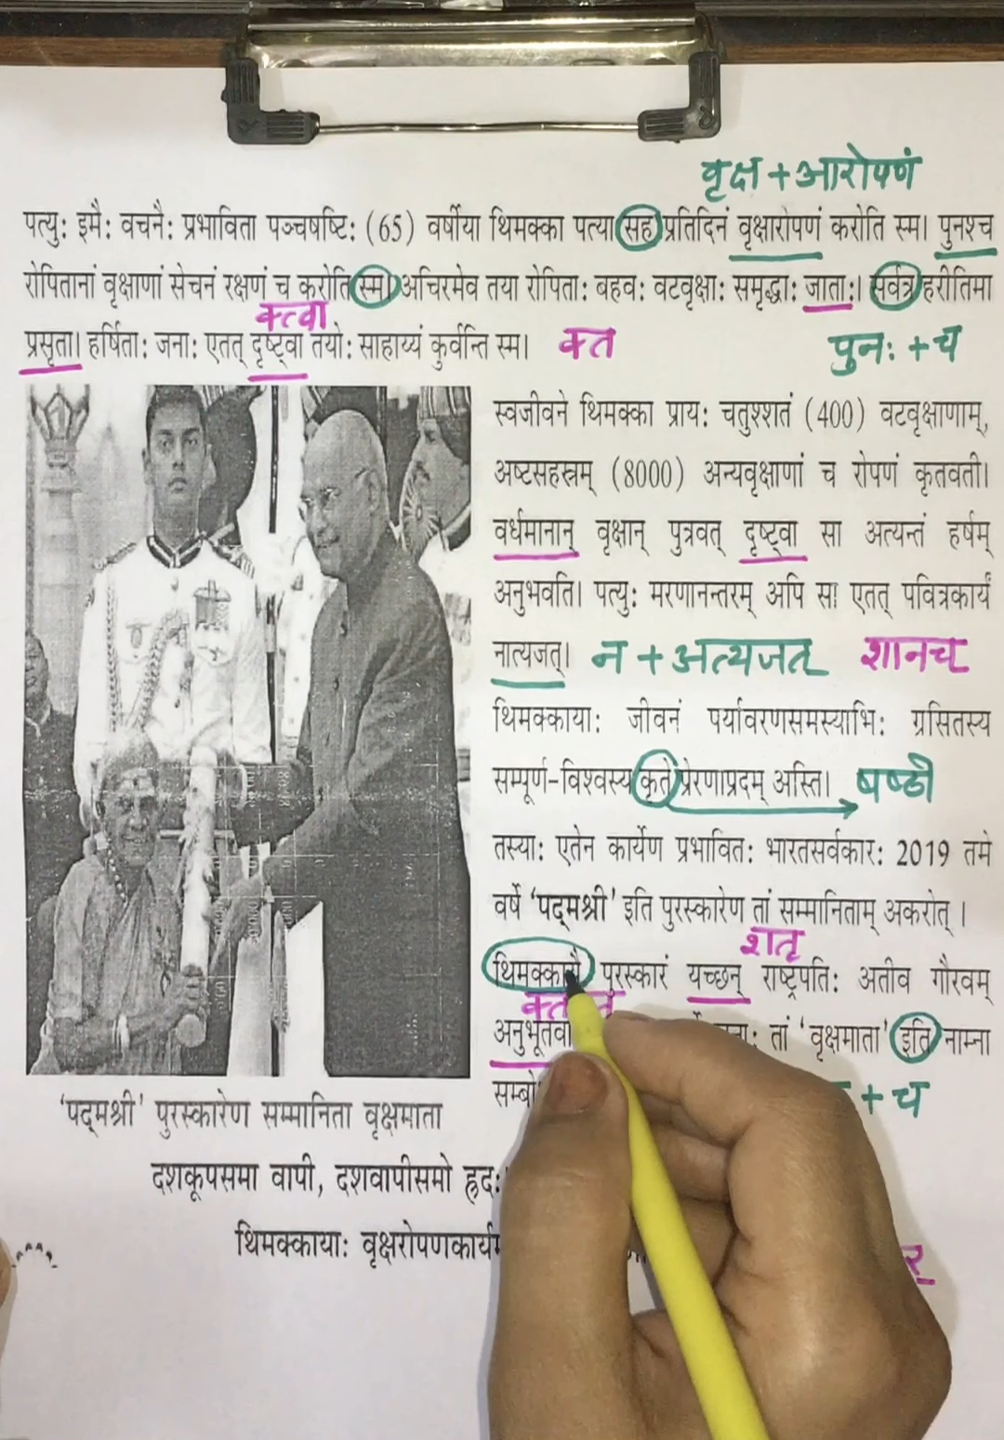 वृक्ष + आरोपणं
पत्युः इमैः वचनैः प्रभाविता पञ्चषष्टिः (65) वर्षीया थिमक्का पत्या सह प्रतिदिनं वृक्षारोपणं करोति स्म। पुनश्च
रोपितानां वृक्षाणां सेचनं रक्षणं च करोति स्म। अचिरमेव तया रोपिताः बहवः वटवृक्षाः समृद्धाः जाताः। सर्वत्र हरीतिमा
क्त्वा
प्रसृता। हर्षिताः जनाः एतत् दृष्ट्वा तयोः साहाय्यं कुर्वन्ति स्म। क्त पुनः + च
स्वजीवने थिमक्का प्रायः चतुश्शतं (400) वटवृक्षाणाम्,
अष्टसहस्रम् (8000) अन्यवृक्षाणां च रोपणं कृतवती।
वर्धमानान् वृक्षान् पुत्रवत् दृष्ट्वा सा अत्यन्तं हर्षम्
अनुभवति। पत्युः मरणानन्तरम् अपि सा एतत् पवित्रकार्यं
नात्यजत्। न + अत्यजत् शानच
थिमक्कायाः जीवनं पर्यावरणसमस्याभिः ग्रसितस्य
सम्पूर्ण-विश्वस्य कृते प्रेरणाप्रदम् अस्ति। षष्ठी
तस्याः एतेन कार्येण प्रभावितः भारतसर्वकारः 2019 तमे
वर्षे 'पद्मश्री' इति पुरस्कारेण तां सम्मानिताम् अकरोत्।
शतृ
थिमक्कायै पुरस्कारं यच्छन् राष्ट्रपतिः अतीव गौरवम्
तां 'वृक्षमाता' इति नाम्ना
+ च
'पद्मश्री' पुरस्कारेण सम्मानिता वृक्षमाता
दशकूपसमा वापी, दशवापीसमो ह्रदः
थिमक्कायाः